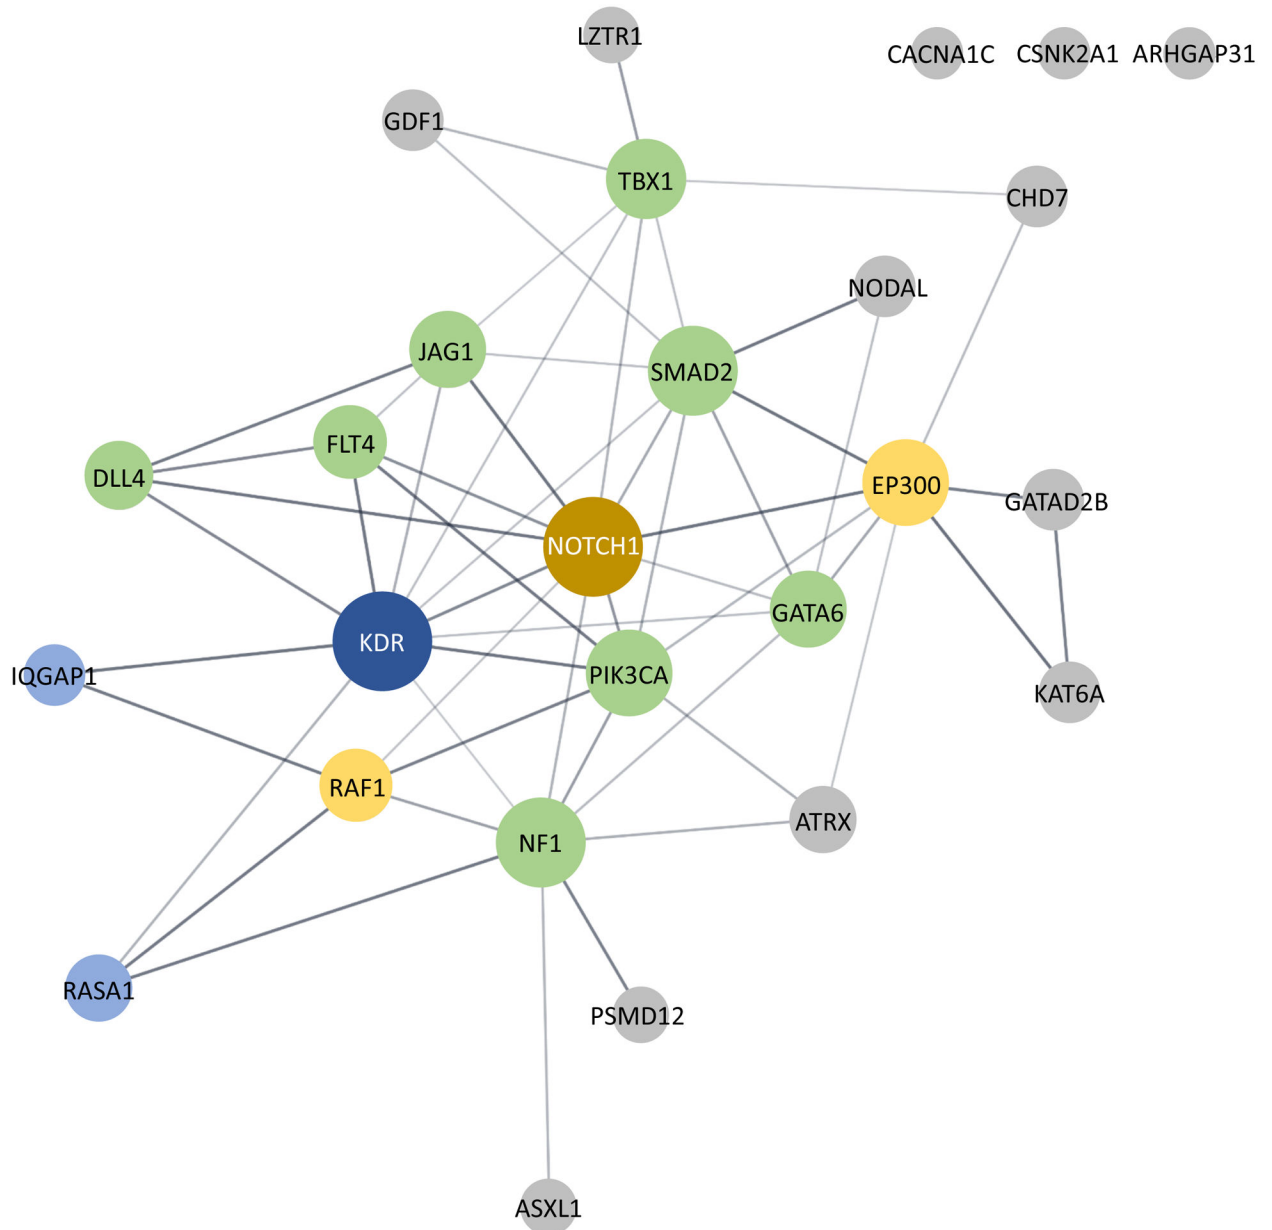 LZTR1
CACNA1C
CSNK2A1
ARHGAP31
GDF1
TBX1
CHD7
NODAL
JAG1
SMAD2
FLT4
DLL4
EP300
GATAD2B
NOTCH1
GATA6
KDR
IQGAP1
PIK3CA
KAT6A
RAF1
ATRX
NF1
RASA1
PSMD12
ASXL1